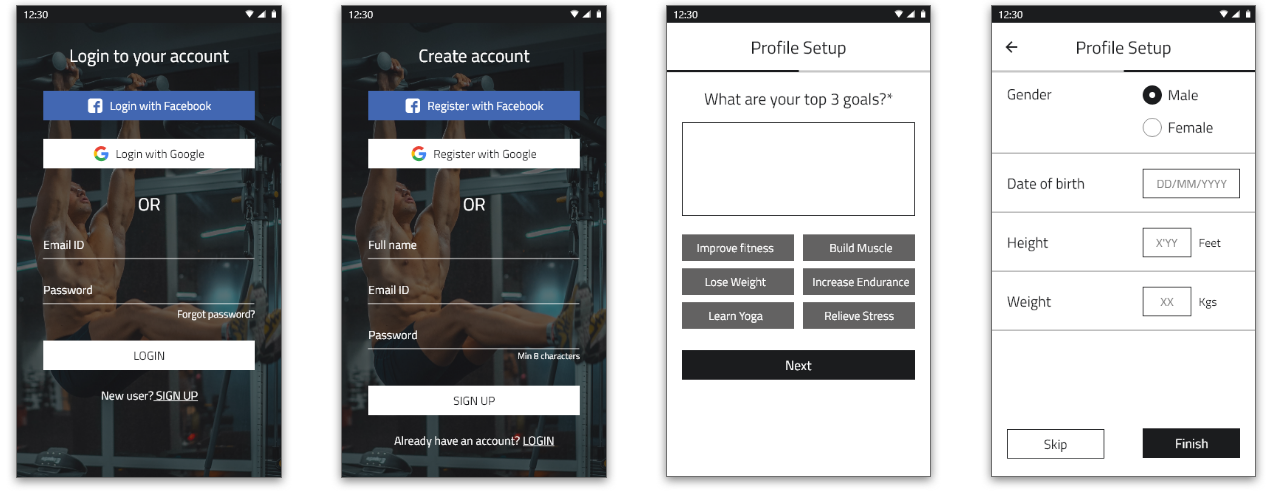 12:30
Login to your account
Login with Facebook
Login with Google
OR
Email ID
Password
Forgot password?
LOGIN
New user? SIGN UP
12:30
Create account
Register with Facebook
Register with Google
OR
Full name
Email ID
Password
Min 8 characters
SIGN UP
Already have an account? LOGIN
12:30
Profile Setup
What are your top 3 goals?*
Improve fitness
Build Muscle
Lose Weight
Increase Endurance
Learn Yoga
Relieve Stress
Next
12:30
Profile Setup
Gender
Male
Female
Date of birth
DD/MM/YYYY
Height
X'YY
Feet
Weight
XX
Kgs
Skip
Finish